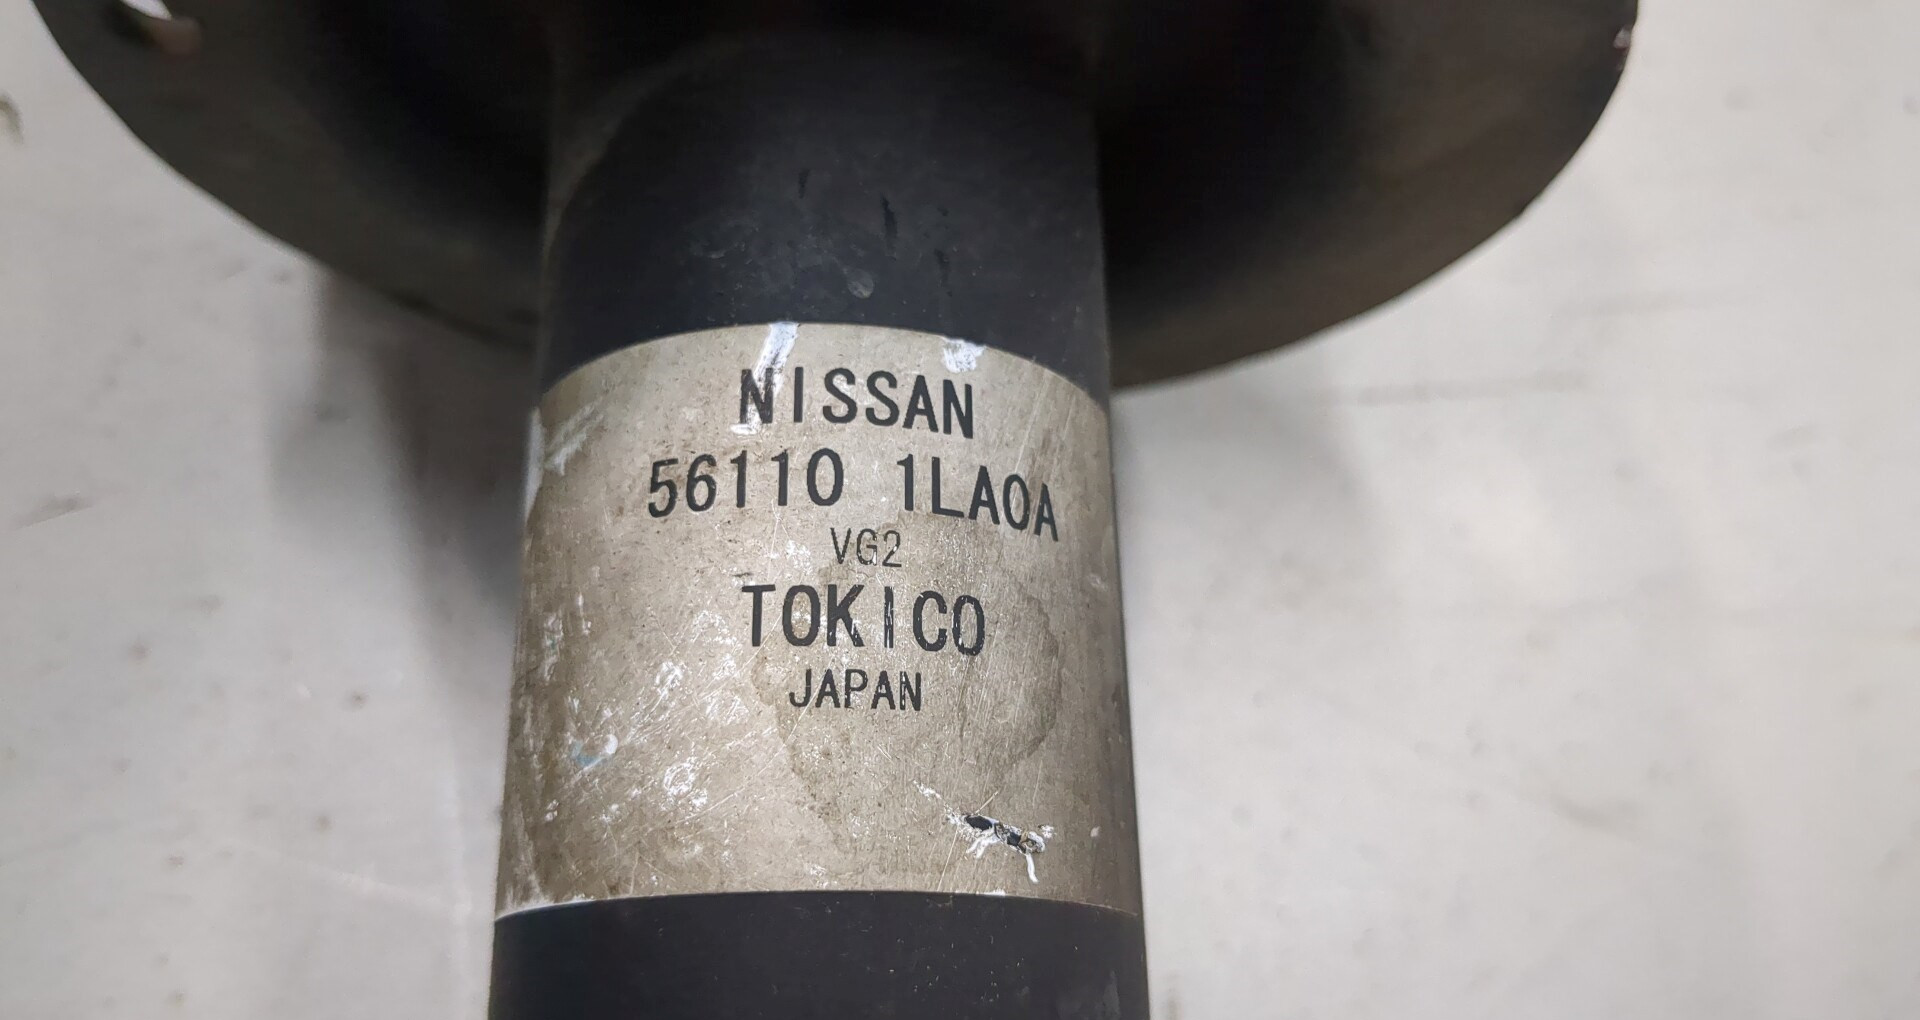 NISSAN
56110 1LA0A
VG2
TOKICO
JAPAN